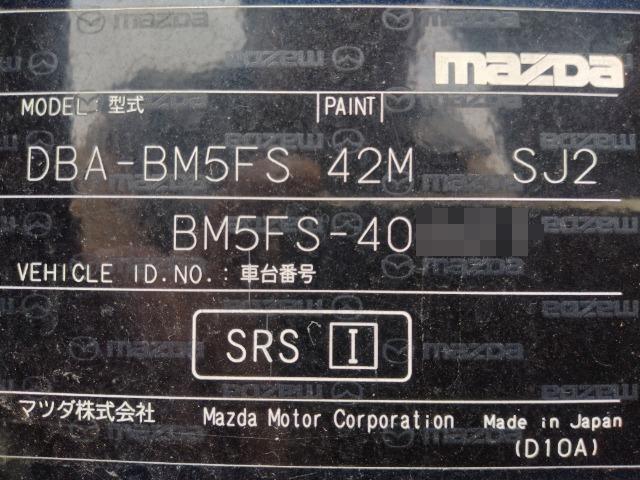 mazda
MODEL:型式 PAINT
DBA-BM5FS 42M SJ2
BM5FS-40
VEHICLE ID.NO.:車台番号
SRS I
マツダ株式会社 Mazda Motor Corporation Made in Japan
(D10A)